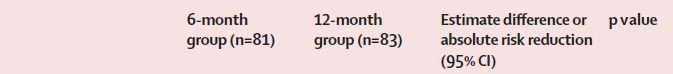 6-month 12-month Estimate difference or p value
group (n=81) group (n=83) absolute risk reduction
(95% CI)